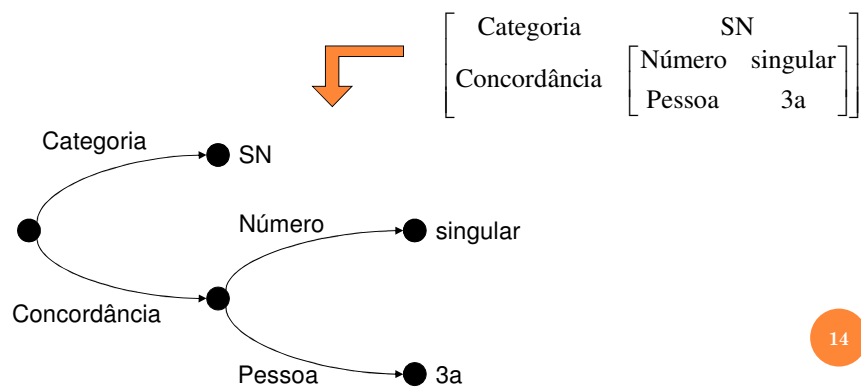 Categoria SN
Concordância Número singular
Pessoa 3a
Categoria SN
Número singular
Concordância
Pessoa 3a
14